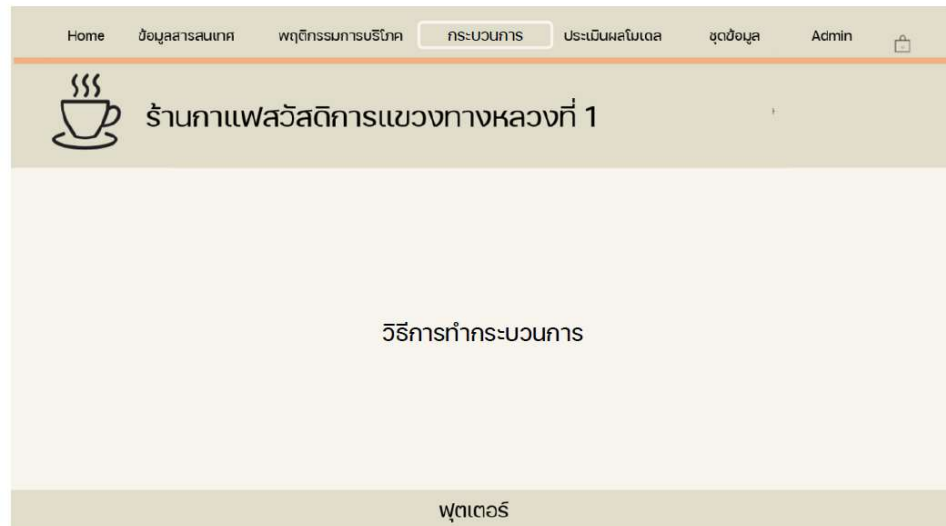 Home ข้อมูลสารสนเทศ พฤติกรรมการบริโภค กระบวนการ ประเมินผลโมเดล ชุดข้อมูล Admin
ร้านกาแฟสวัสดิการแขวงทางหลวงที่ 1
วิธีการทำกระบวนการ
ฟุตเตอร์